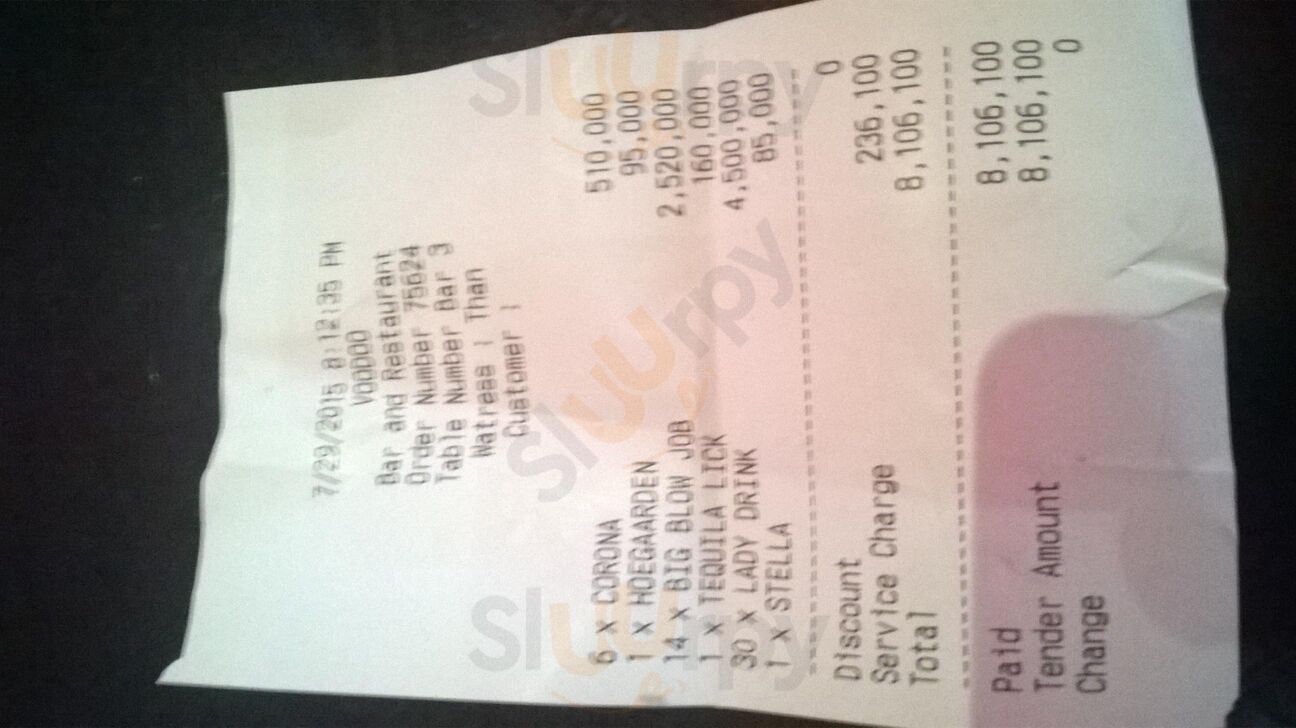 7/29/2015 8:12:35 PM
VOODOO
Bar and Restaurant
Order Number 75624
Table Number Bar 3
Watress : Than
Customer :
6 x CORONA 510,000
1 x HOEGAARDEN 95,000
14 x BIG BLOW JOB 2,520,000
1 x TEQUILA LICK 160,000
30 x LADY DRINK 4,500,000
1 x STELLA 85,000
Discount 0
Service Charge 236,100
Total 8,106,100
Paid 8,106,100
Tender Amount 8,106,100
Change 0
Sluurpy
Sluurpy
Sluurpy